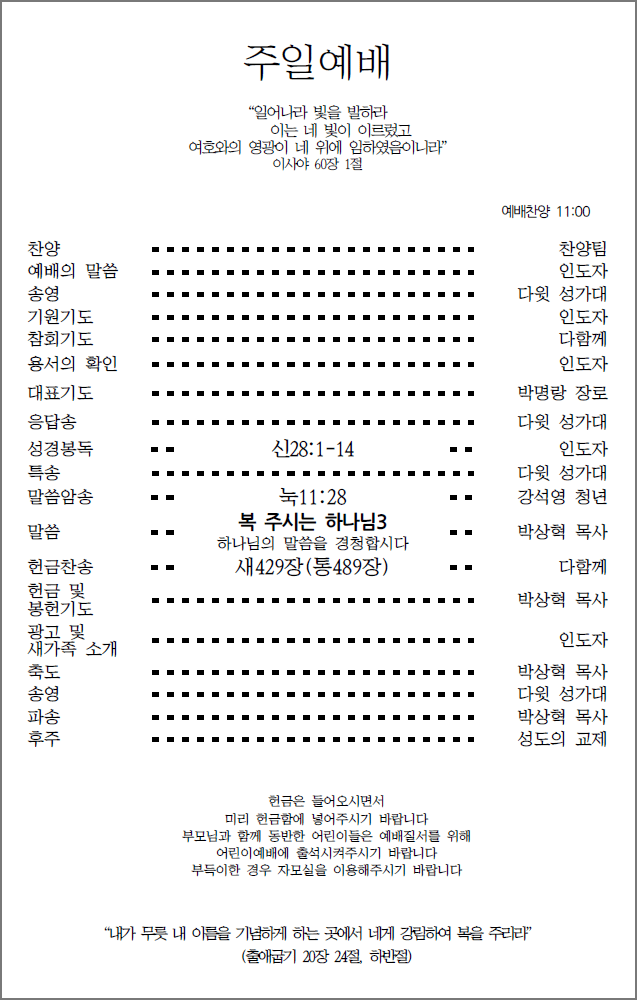 주일예배
“일어나라 빛을 발하라
이는 네 빛이 이르렀고
여호와의 영광이 네 위에 임하였음이니라”
이사야 60장 1절
예배찬양 11:00
찬양 찬양팀
예배의 말씀 인도자
송영 다윗 성가대
기원기도 인도자
참회기도 다함께
용서의 확인 인도자
대표기도 박명랑 장로
응답송 다윗 성가대
성경봉독 신28:1-14 인도자
특송 다윗 성가대
말씀암송 눅11:28 강석영 청년
복 주시는 하나님3
말씀 박상혁 목사
하나님의 말씀을 경청합시다
헌금찬송 새429장(통489장) 다함께
헌금 및
봉헌기도 박상혁 목사
광고 및
새가족 소개 인도자
축도 박상혁 목사
송영 다윗 성가대
파송 박상혁 목사
후주 성도의 교제
헌금은 들어오시면서
미리 헌금함에 넣어주시기 바랍니다
부모님과 함께 동반한 어린이들은 예배질서를 위해
어린이예배에 출석시켜주시기 바랍니다
부득이한 경우 자모실을 이용해주시기 바랍니다
“내가 무릇 내 이름을 기념하게 하는 곳에서 네게 강림하여 복을 주리라”
(출애굽기 20장 24절, 하반절)